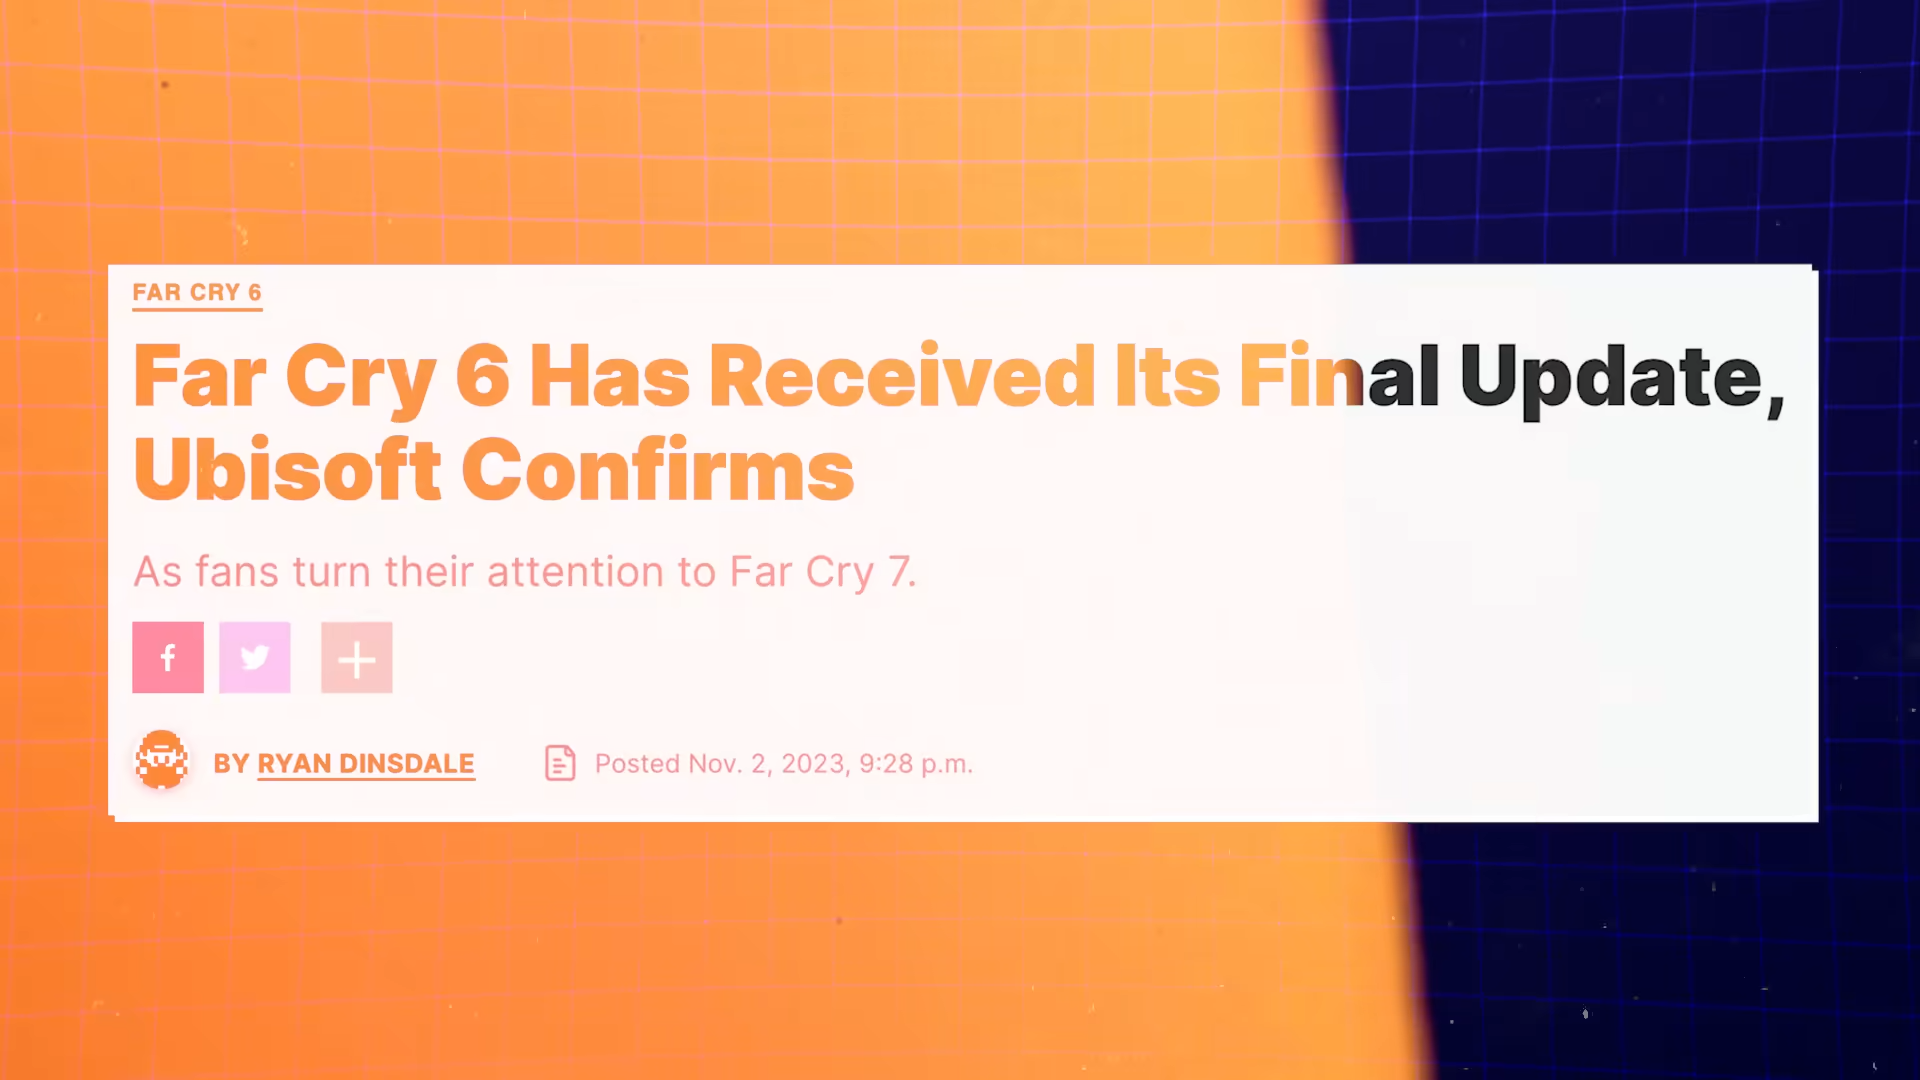 FAR CRY 6
Far Cry 6 Has Received Its Final Update,
Ubisoft Confirms
As fans turn their attention to Far Cry 7.
f
BY RYAN DINSDALE
Posted Nov. 2, 2023, 9:28 p.m.